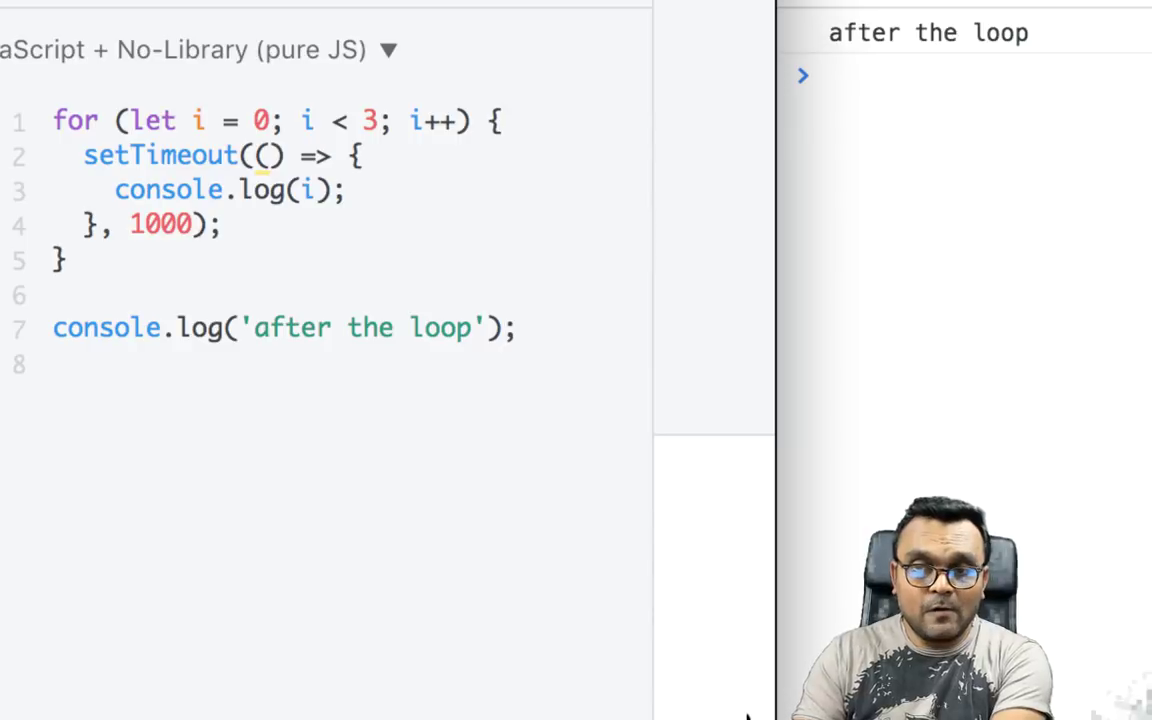 aScript + No-Library (pure JS) ▼
1 for (let i = 0; i < 3; i++) {
2   setTimeout(() => {
3     console.log(i);
4   }, 1000);
5 }
6
7 console.log('after the loop');
8
after the loop
>